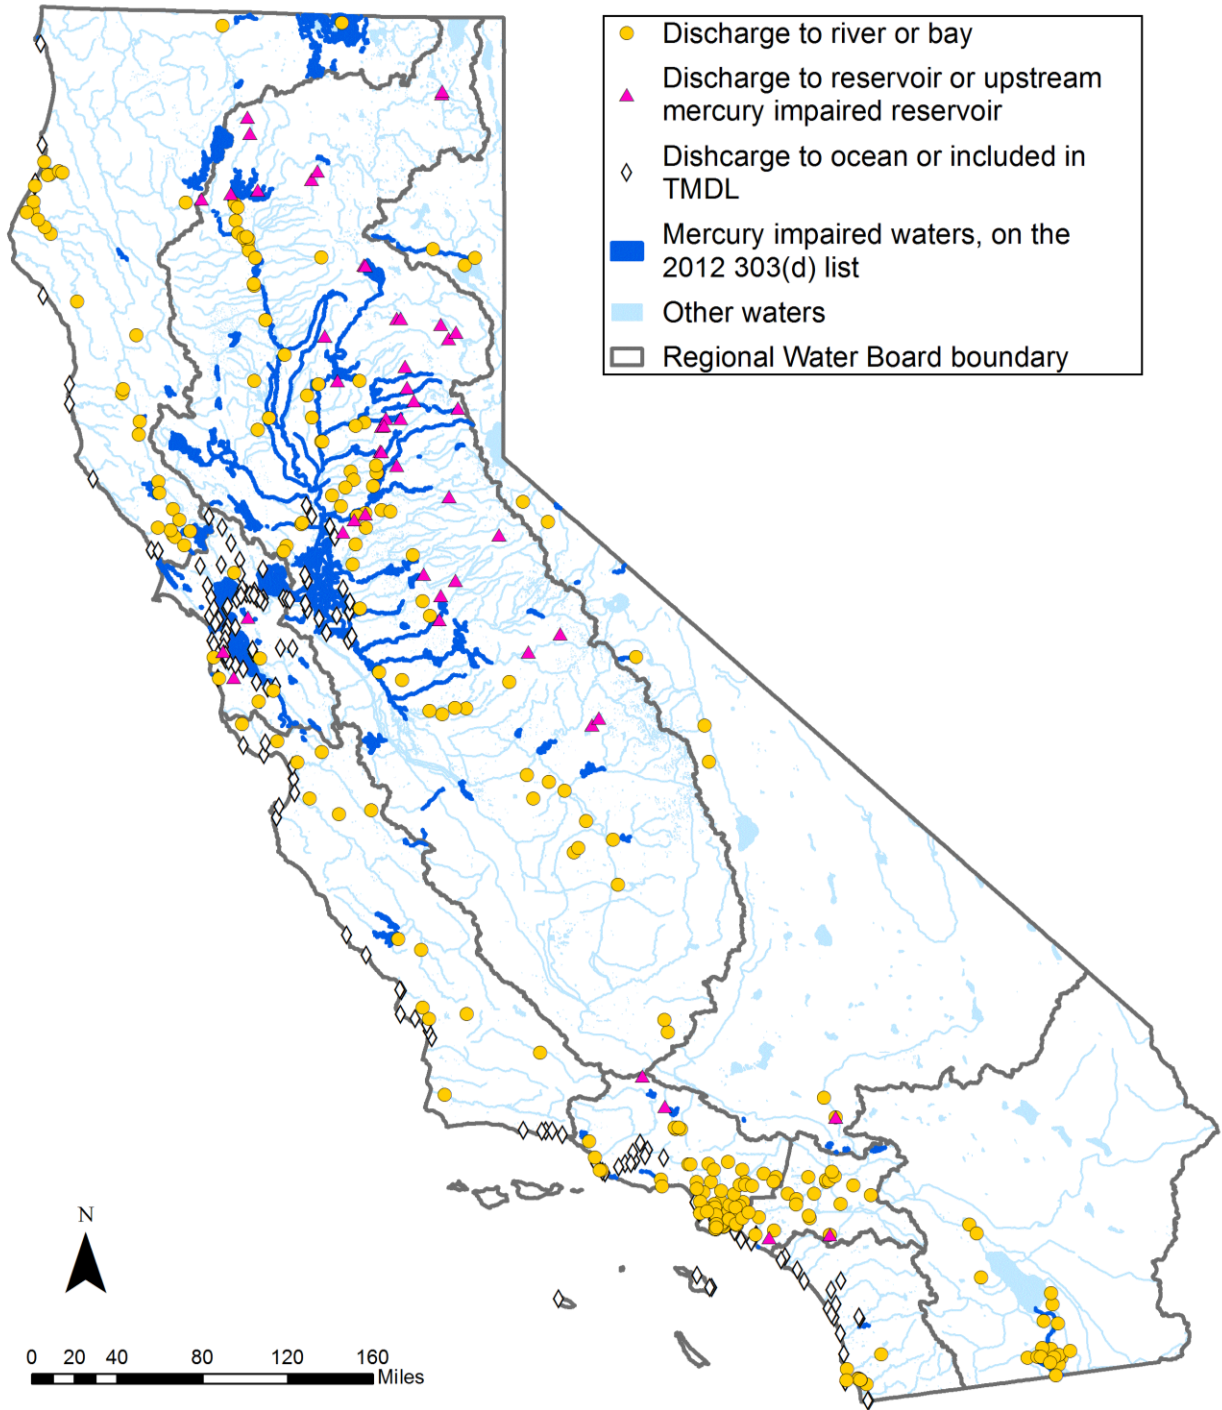 Discharge to river or bay
Discharge to reservoir or upstream
mercury impaired reservoir
Dishcarge to ocean or included in
TMDL
Mercury impaired waters, on the
2012 303(d) list
Other waters
Regional Water Board boundary
N
0 20 40 80 120 160
Miles